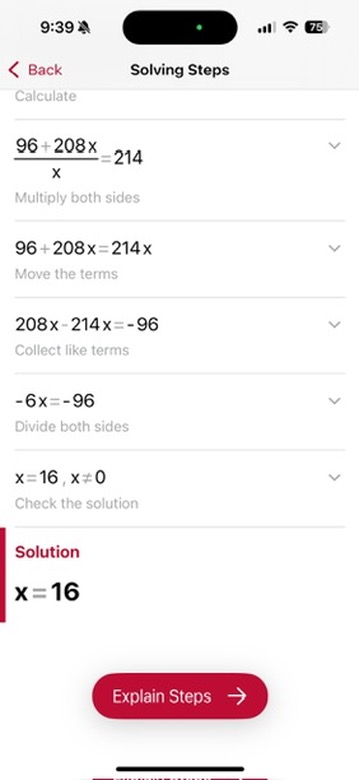 9:39
75
Back
Solving Steps
Calculate
96+208x
x
=214
Multiply both sides
96+208x=214x
Move the terms
208x-214x=-96
Collect like terms
-6x=-96
Divide both sides
x=16, x≠0
Check the solution
Solution
x=16
Explain Steps